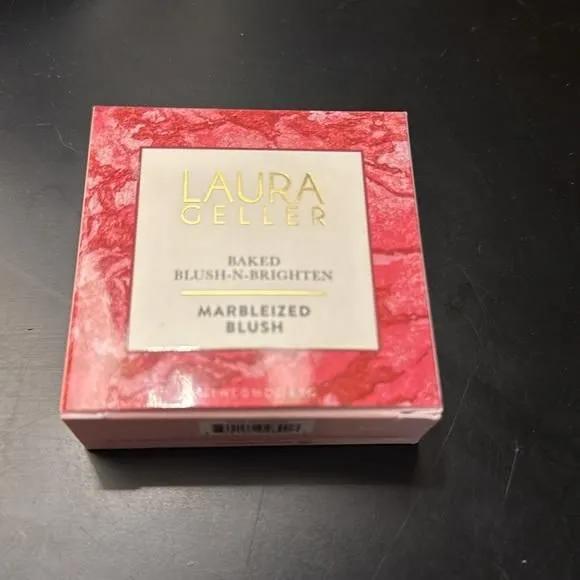 LAURA
GELLER
BAKED
BLUSH-N-BRIGHTEN
MARBLEIZED
BLUSH